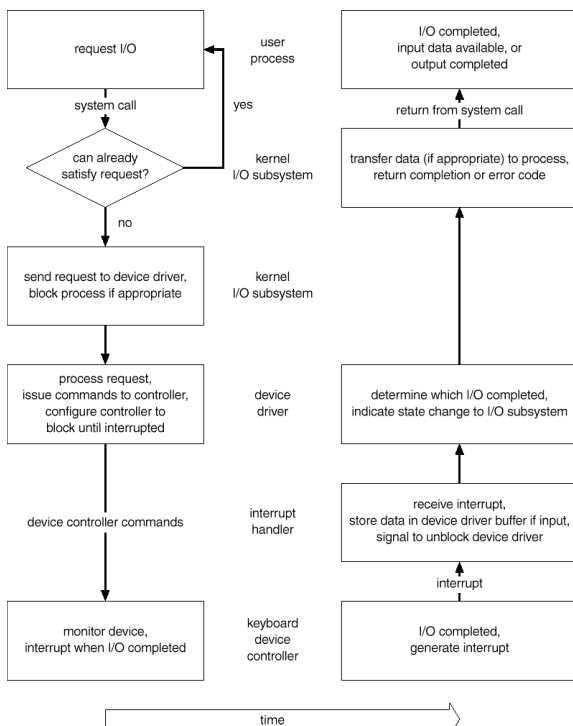 request I/O
system call
can already
satisfy request?
yes
no
send request to device driver,
block process if appropriate
process request,
issue commands to controller,
configure controller to
block until interrupted
device controller commands
monitor device,
interrupt when I/O completed
user
process
kernel
I/O subsystem
kernel
I/O subsystem
device
driver
interrupt
handler
keyboard
device
controller
I/O completed,
input data available, or
output completed
return from system call
transfer data (if appropriate) to process,
return completion or error code
determine which I/O completed,
indicate state change to I/O subsystem
receive interrupt,
store data in device driver buffer if input,
signal to unblock device driver
interrupt
I/O completed,
generate interrupt
time